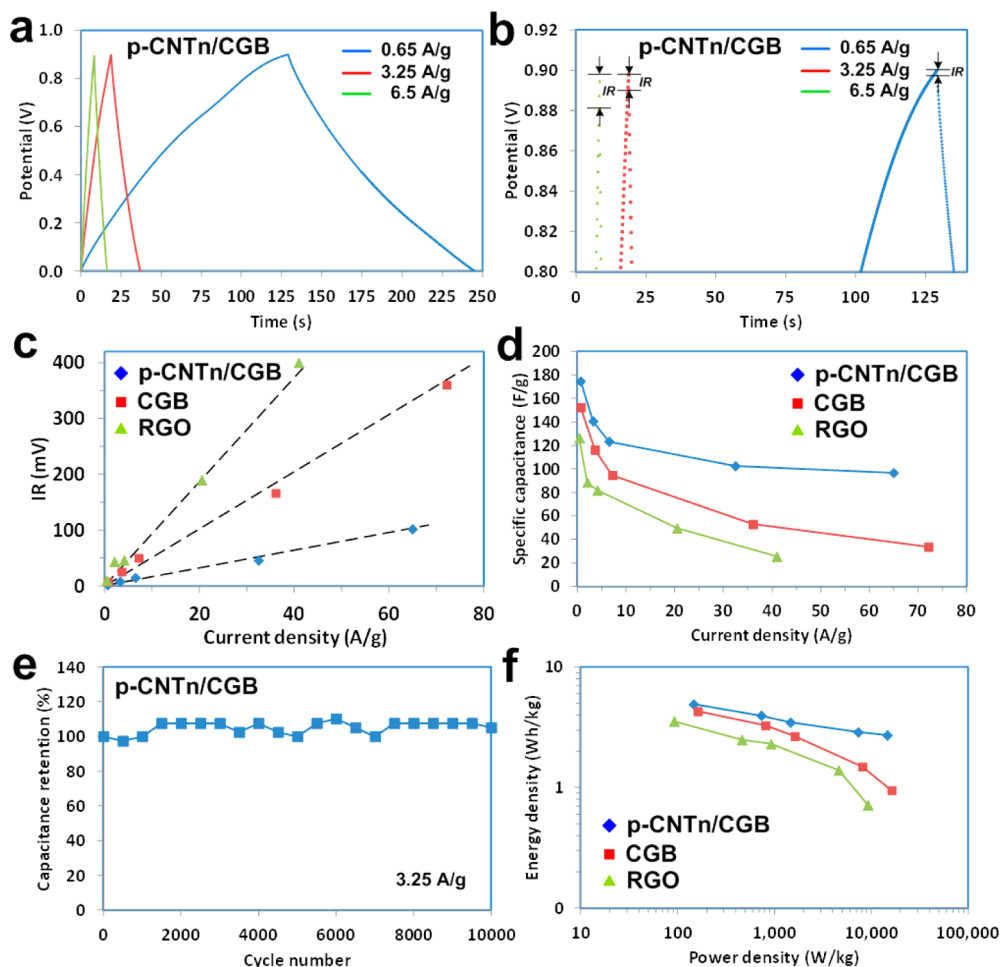 a
p-CNTn/CGB
0.65 A/g
3.25 A/g
6.5 A/g
1.0
0.8
0.6
0.4
0.2
0.0
Potential (V)
0 25 50 75 100 125 150 175 200 225 250
Time (s)
b
p-CNTn/CGB
0.65 A/g
3.25 A/g
6.5 A/g
IR
IR
IR
0.92
0.90
0.88
0.86
0.84
0.82
0.80
Potential (V)
0 25 50 75 100 125
Time (s)
c
p-CNTn/CGB
CGB
RGO
400
300
200
100
0
IR (mV)
0 20 40 60 80
Current density (A/g)
d
p-CNTn/CGB
CGB
RGO
200
180
160
140
120
100
80
60
40
20
0
Specific capacitance (F/g)
0 10 20 30 40 50 60 70 80
Current density (A/g)
e
p-CNTn/CGB
3.25 A/g
140
120
100
80
60
40
20
0
Capacitance retention (%)
0 2000 4000 6000 8000 10000
Cycle number
f
p-CNTn/CGB
CGB
RGO
10
1
0
Energy density (Wh/kg)
10 100 1,000 10,000 100,000
Power density (W/kg)